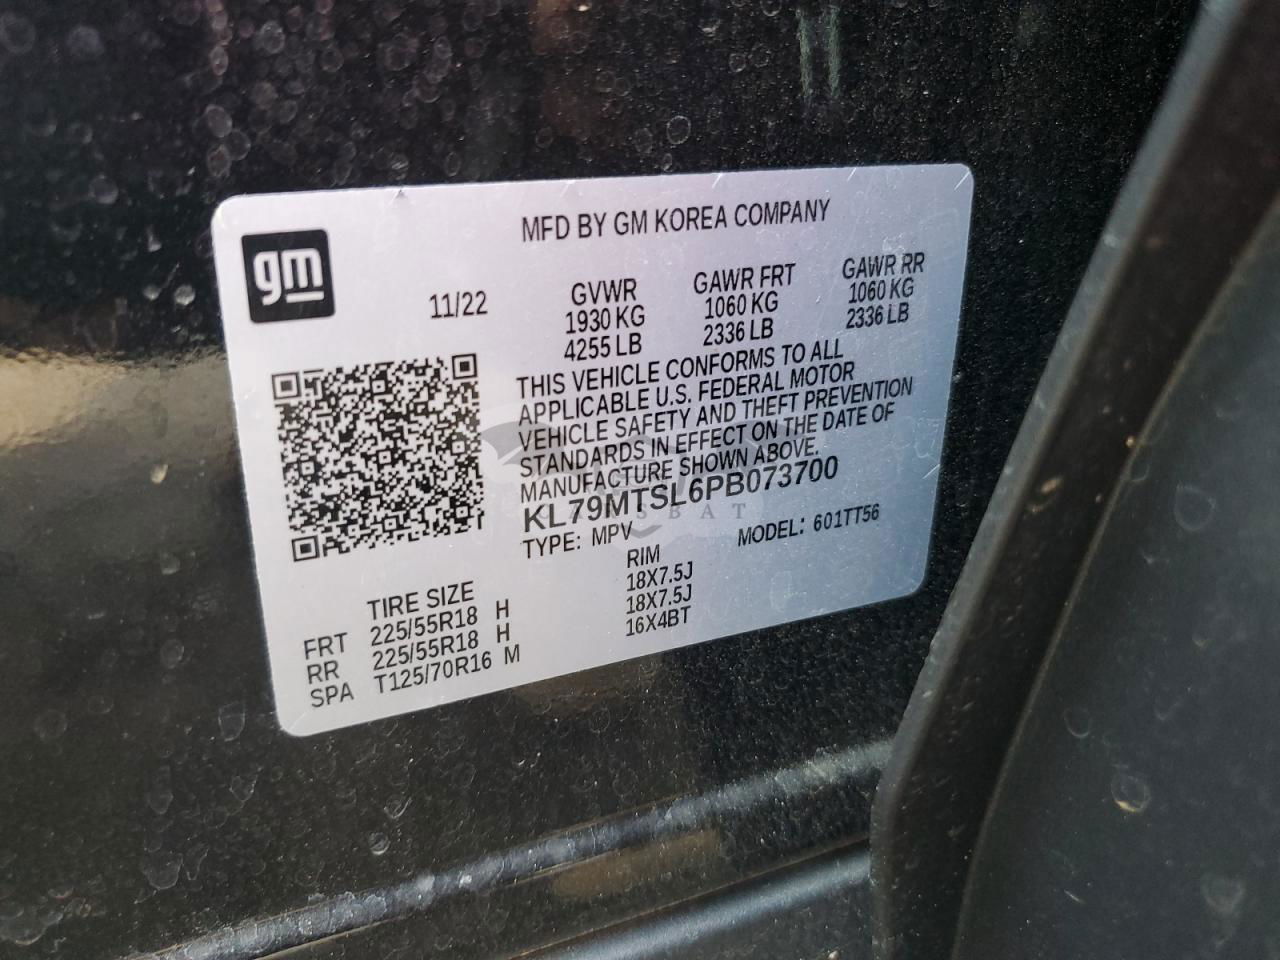 MFD BY GM KOREA COMPANY
gm
11/22
GVWR
1930 KG
4255 LB
GAWR FRT
1060 KG
2336 LB
GAWR RR
1060 KG
2336 LB
THIS VEHICLE CONFORMS TO ALL
APPLICABLE U.S. FEDERAL MOTOR
VEHICLE SAFETY AND THEFT PREVENTION
STANDARDS IN EFFECT ON THE DATE OF
MANUFACTURE SHOWN ABOVE.
KL79MTSL6PB073700
TYPE: MPV
MODEL: 601TT56
TIRE SIZE
RIM
FRT 225/55R18 H 18X7.5J
RR 225/55R18 H 18X7.5J
SPA T125/70R16 M 16X4BT